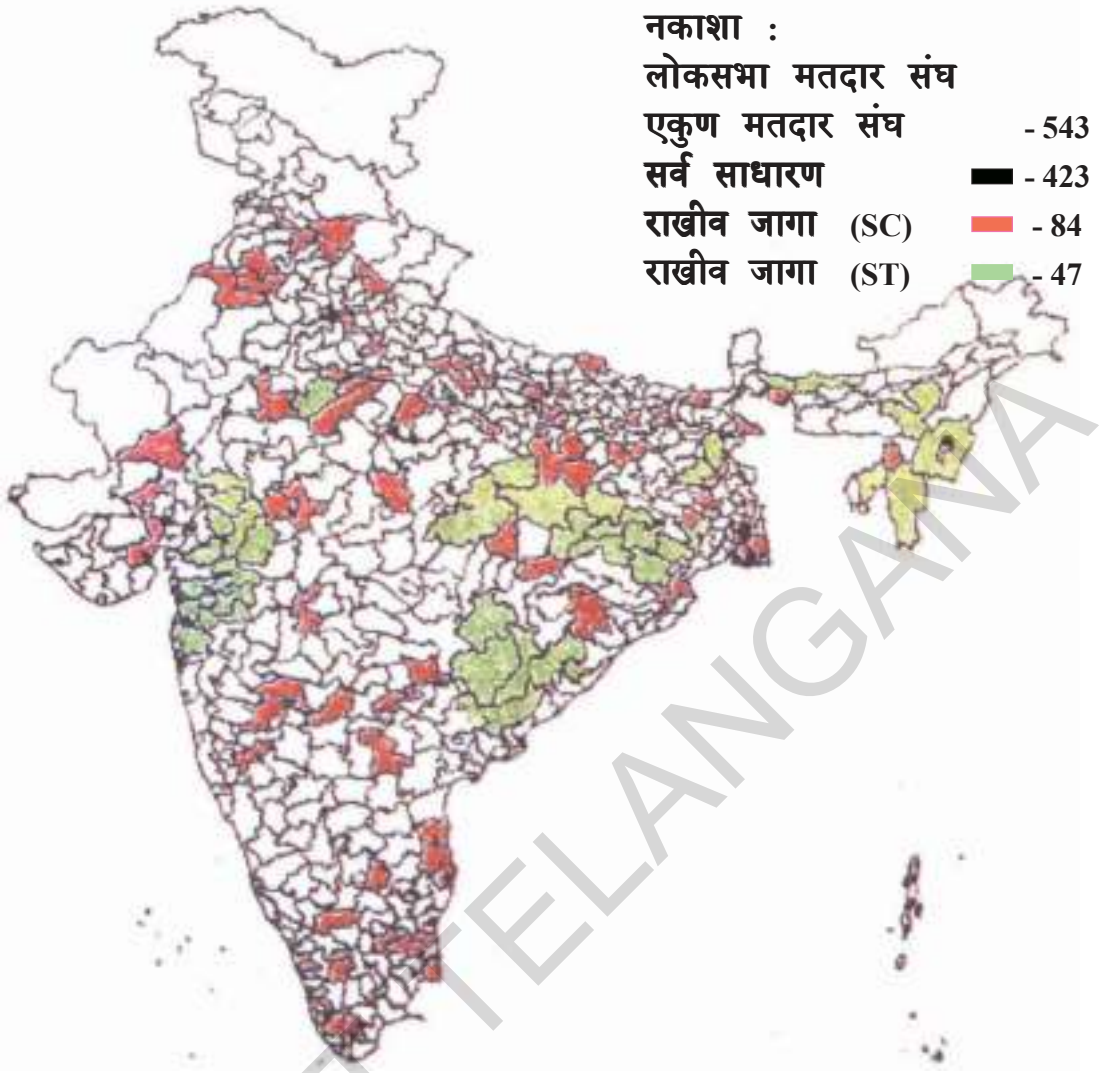 नकाशा :
लोकसभा मतदार संघ
एकुण मतदार संघ - 543
सर्व साधारण - 423
राखीव जागा (SC) - 84
राखीव जागा (ST) - 47
T TELANGANA